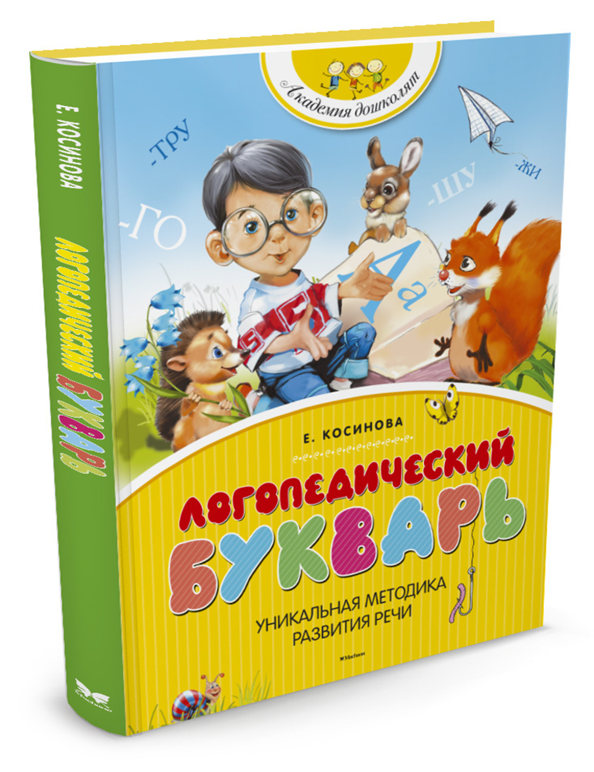 Е. КОСИНОВА
ЛОГОПЕДИЧЕСКИЙ БУКВАРЬ
Академия дошколят
-ТРУ
-ГО
-ШУ
-ЖИ
А а
Е. КОСИНОВА
ЛОГОПЕДИЧЕСКИЙ
БУКВАРЬ
УНИКАЛЬНАЯ МЕТОДИКА
РАЗВИТИЯ РЕЧИ